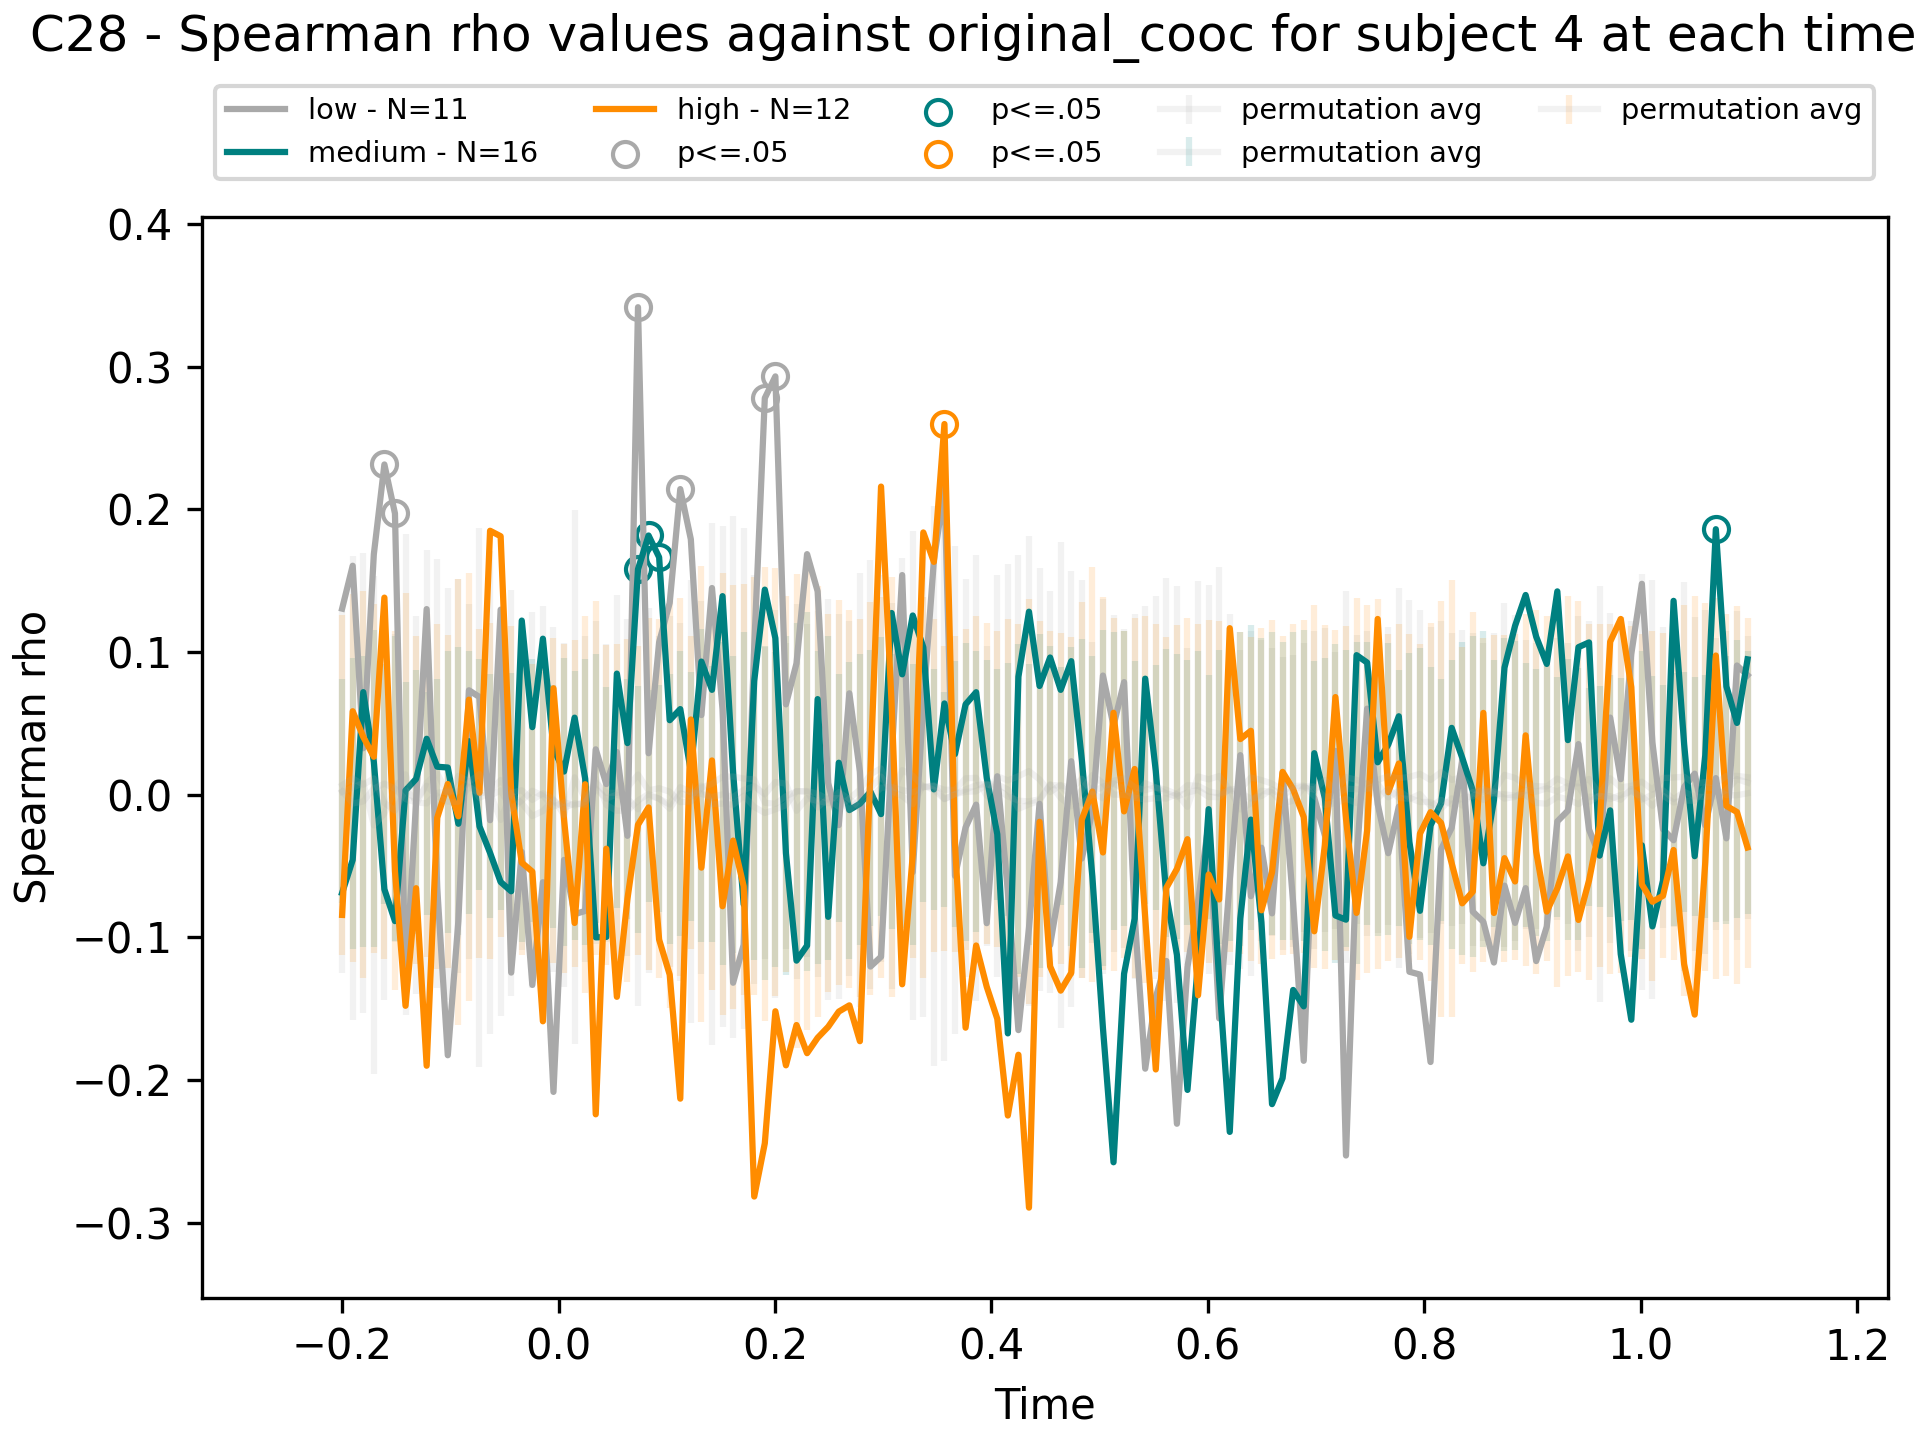 C28 - Spearman rho values against original_cooc for subject 4 at each time
low - N=11
medium - N=16
high - N=12
p<=.05
p<=.05
p<=.05
permutation avg
permutation avg
permutation avg
0.4
0.3
0.2
0.1
0.0
−0.1
−0.2
−0.3
Spearman rho
−0.2 0.0 0.2 0.4 0.6 0.8 1.0 1.2
Time